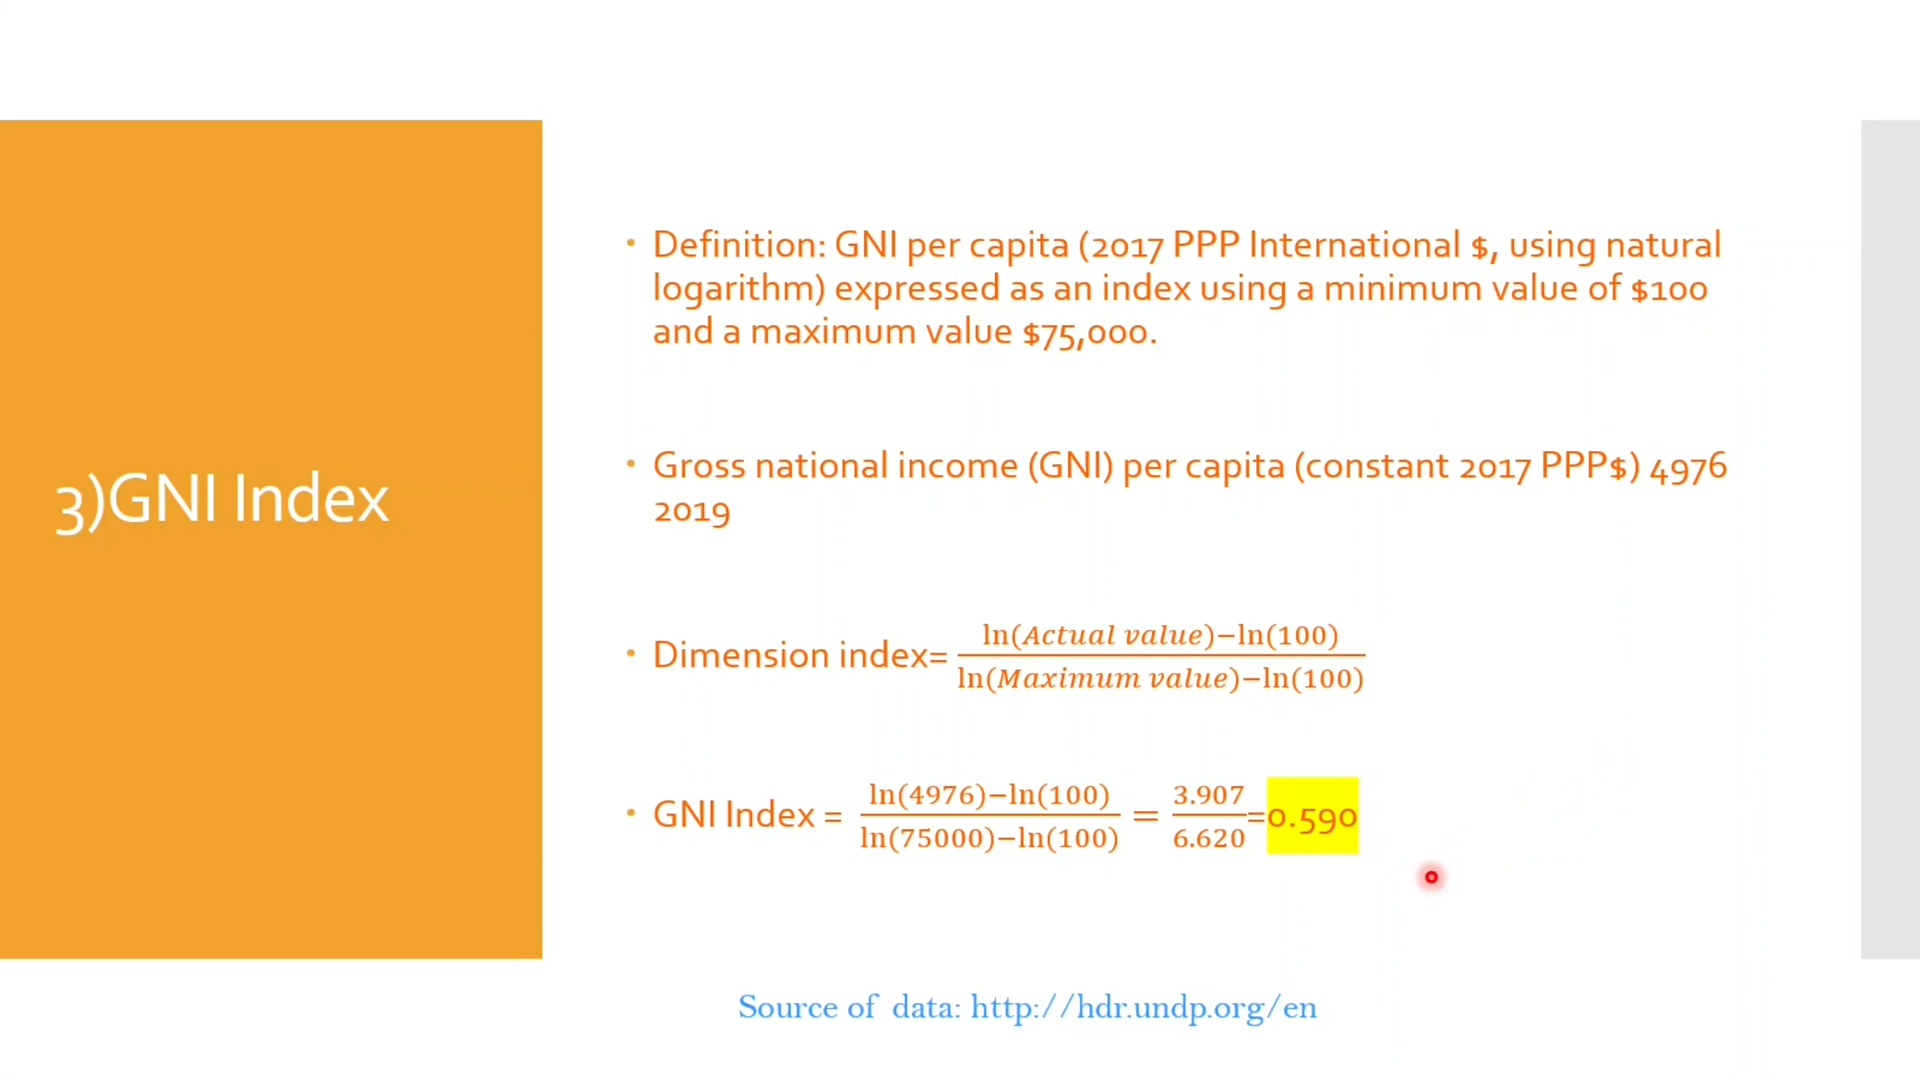 3)GNI Index
• Definition: GNI per capita (2017 PPP International $, using natural
logarithm) expressed as an index using a minimum value of $100
and a maximum value $75,000.
• Gross national income (GNI) per capita (constant 2017 PPP$) 4976
2019
• Dimension index= \frac{ln(Actual value)−ln(100)}{ln(Maximum value)−ln(100)}
• GNI Index = \frac{ln(4976)−ln(100)}{ln(75000)−ln(100)} = \frac{3.907}{6.620}=0.590
Source of data: http://hdr.undp.org/en